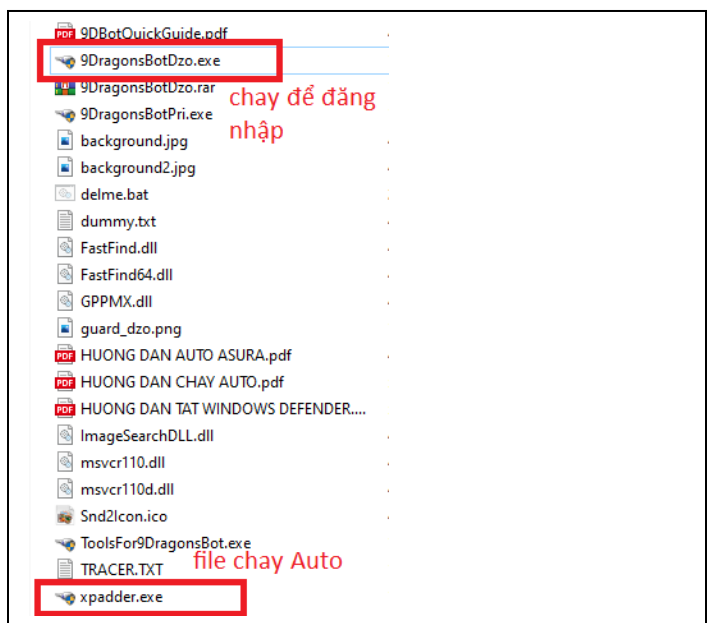 9DBotQuickGuide.pdf
9DragonsBotDzo.exe
9DragonsBotDzo.rar
chay để đăng
nhập
9DragonsBotPri.exe
background.jpg
background2.jpg
delme.bat
dummy.txt
FastFind.dll
FastFind64.dll
GPPMX.dll
guard_dzo.png
HUONG DAN AUTO ASURA.pdf
HUONG DAN CHAY AUTO.pdf
HUONG DAN TAT WINDOWS DEFENDER....
ImageSearchDLL.dll
msvcr110.dll
msvcr110d.dll
Snd2Icon.ico
ToolsFor9DragonsBot.exe
file chay Auto
TRACER.TXT
xpadder.exe